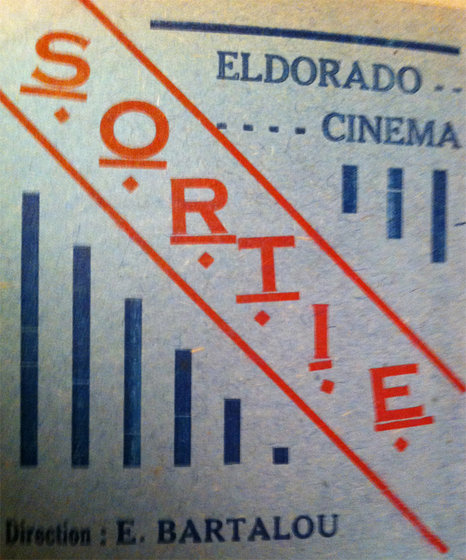 ELDORADO - -
- - - - CINEMA
SORTIE
Direction : E. BARTALOU